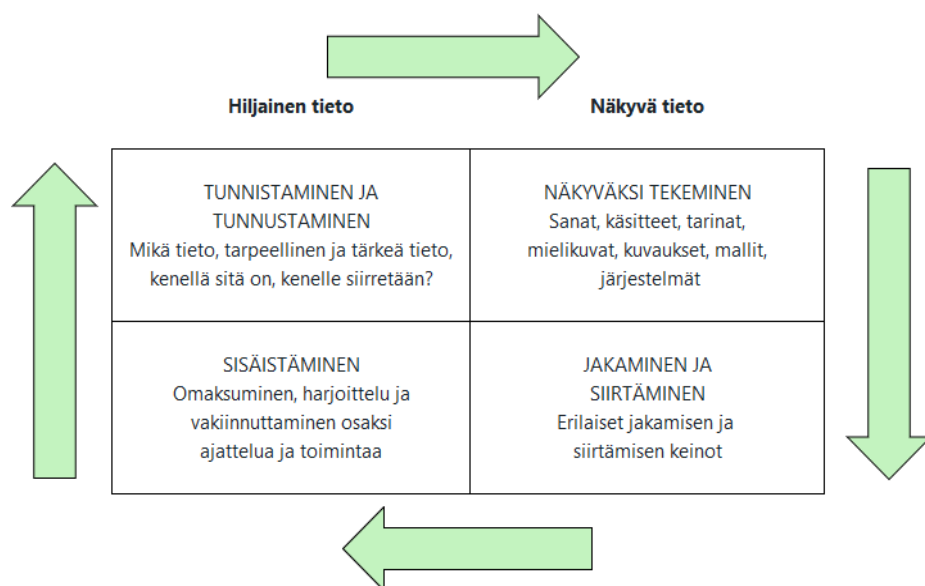 Hiljainen tieto
Näkyvä tieto
TUNNISTAMINEN JA
TUNNUSTAMINEN
Mikä tieto, tarpeellinen ja tärkeä tieto,
kenellä sitä on, kenelle siirretään?
NÄKYVÄKSI TEKEMINEN
Sanat, käsitteet, tarinat,
mielikuvat, kuvaukset, mallit,
järjestelmät
SISÄISTÄMINEN
Omaksuminen, harjoittelu ja
vakiinnuttaminen osaksi
ajattelua ja toimintaa
JAKAMINEN JA
SIIRTÄMINEN
Erilaiset jakamisen ja
siirtämisen keinot